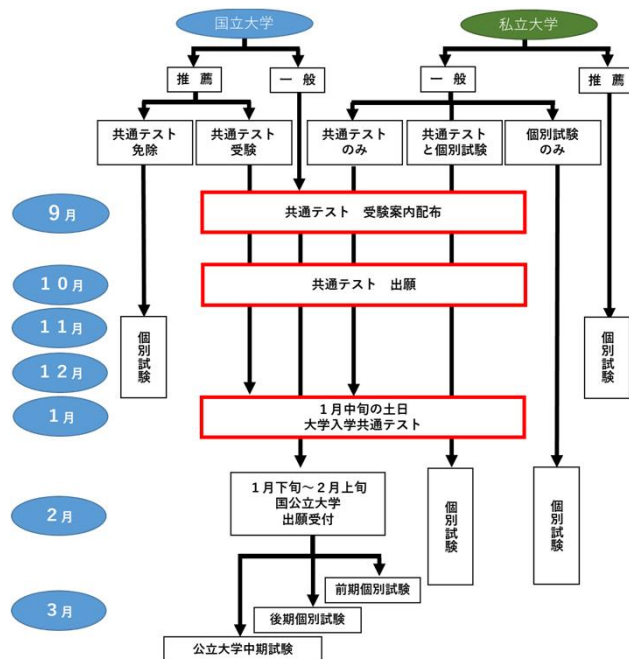 国立大学
私立大学
推 薦
一 般
一 般
推 薦
共通テスト
免除
共通テスト
受験
共通テスト
のみ
共通テスト
と個別試験
個別試験
のみ
9月
共通テスト 受験案内配布
10月
共通テスト 出願
11月
個別試験
個別試験
12月
1月
1月中旬の土日
大学入学共通テスト
1月下旬～2月上旬
国公立大学
出願受付
個別試験
個別試験
2月
前期個別試験
3月
後期個別試験
公立大学中期試験